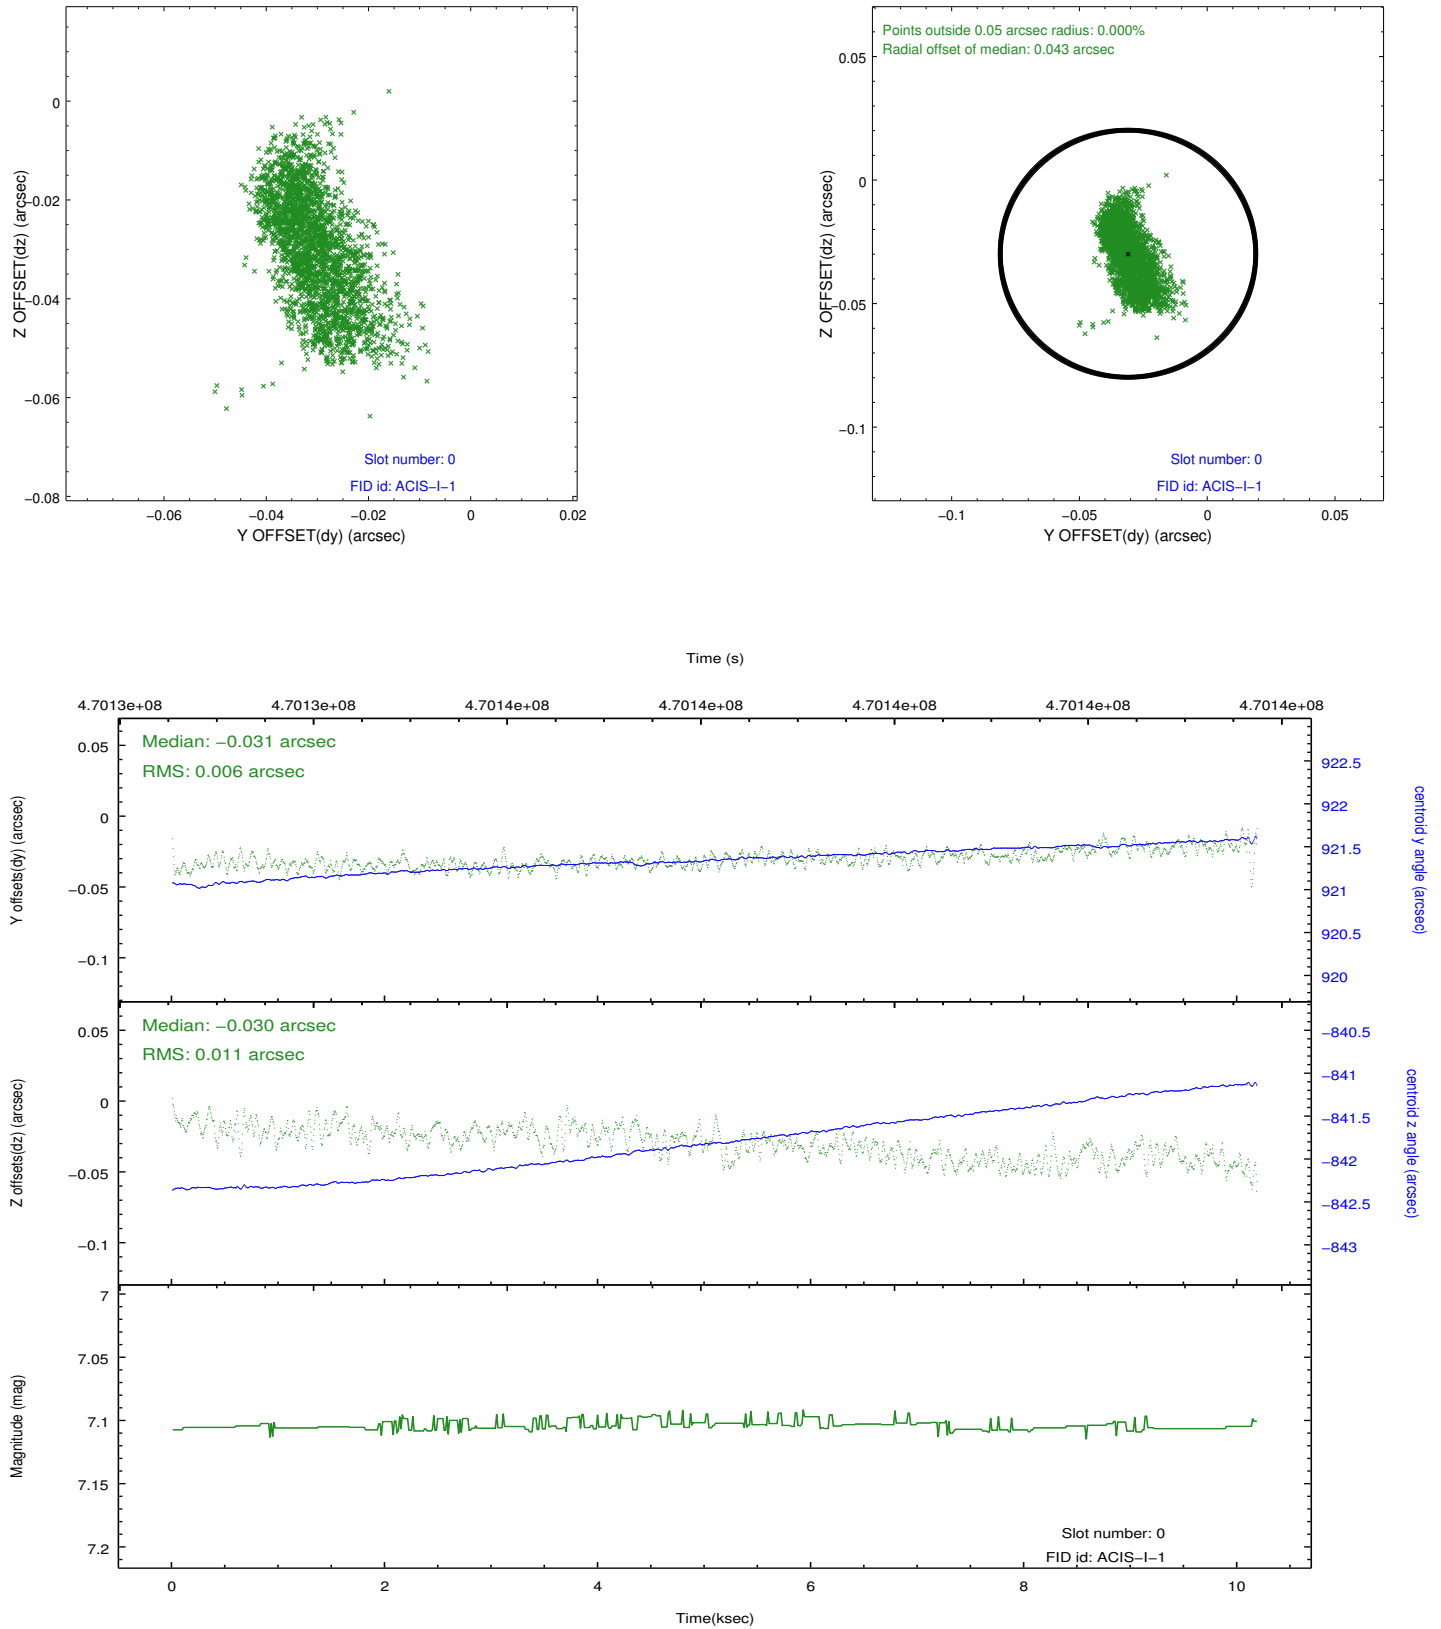 0
−0.02
−0.04
−0.06
−0.08
Z OFFSET(dz) (arcsec)
Slot number: 0
FID id: ACIS−I−1
−0.06 −0.04 −0.02 0 0.02
Y OFFSET(dy) (arcsec)
Points outside 0.05 arcsec radius: 0.000%
Radial offset of median: 0.043 arcsec
0.05
0
−0.05
−0.1
Z OFFSET(dz) (arcsec)
Slot number: 0
FID id: ACIS−I−1
−0.1 −0.05 0 0.05
Y OFFSET(dy) (arcsec)
Time (s)
4.7013e+08 4.7013e+08 4.7014e+08 4.7014e+08 4.7014e+08 4.7014e+08 4.7014e+08
Median: −0.031 arcsec
RMS: 0.006 arcsec
0.05
0
−0.05
−0.1
Y offsets(dy) (arcsec)
922.5
922
921.5
921
920.5
920
centroid y angle (arcsec)
Median: −0.030 arcsec
RMS: 0.011 arcsec
0.05
0
−0.05
−0.1
Z offsets(dz) (arcsec)
−840.5
−841
−841.5
−842
−842.5
−843
centroid z angle (arcsec)
7
7.05
7.1
7.15
7.2
Magnitude (mag)
Slot number: 0
FID id: ACIS−I−1
0 2 4 6 8 10
Time(ksec)